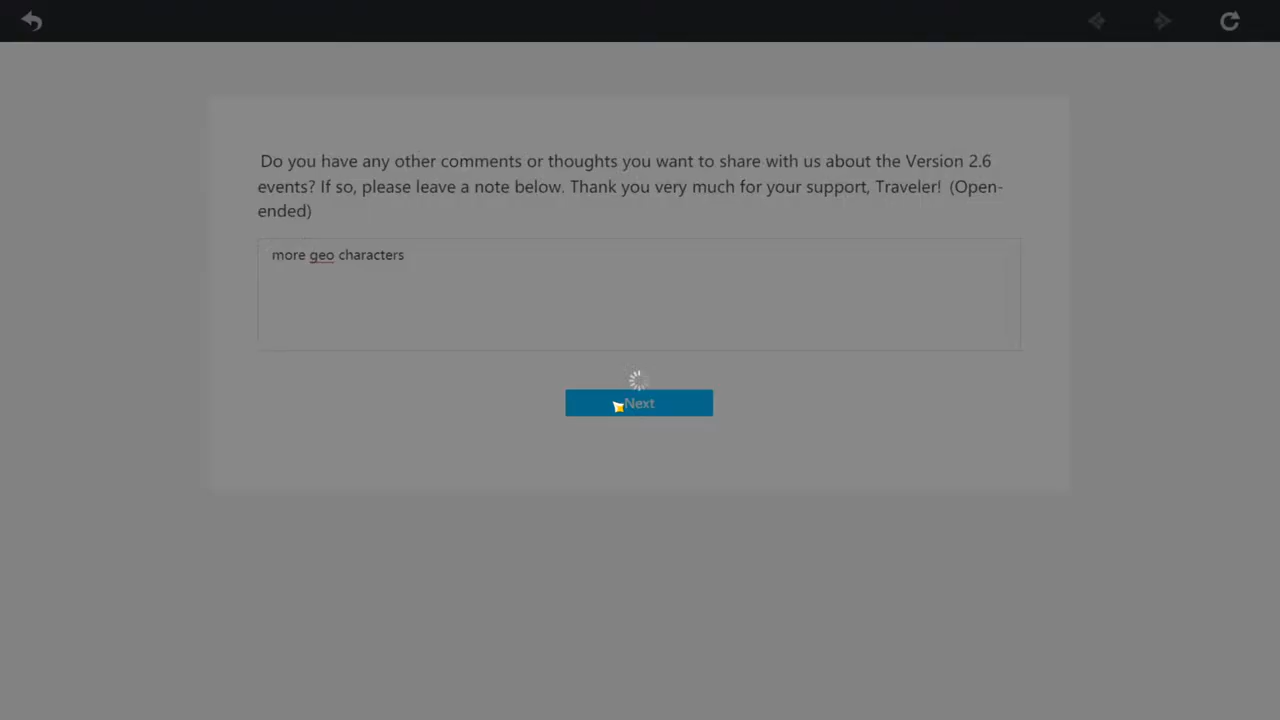 Do you have any other comments or thoughts you want to share with us about the Version 2.6
events? If so, please leave a note below. Thank you very much for your support, Traveler! (Open-
ended)
more geo characters
Next